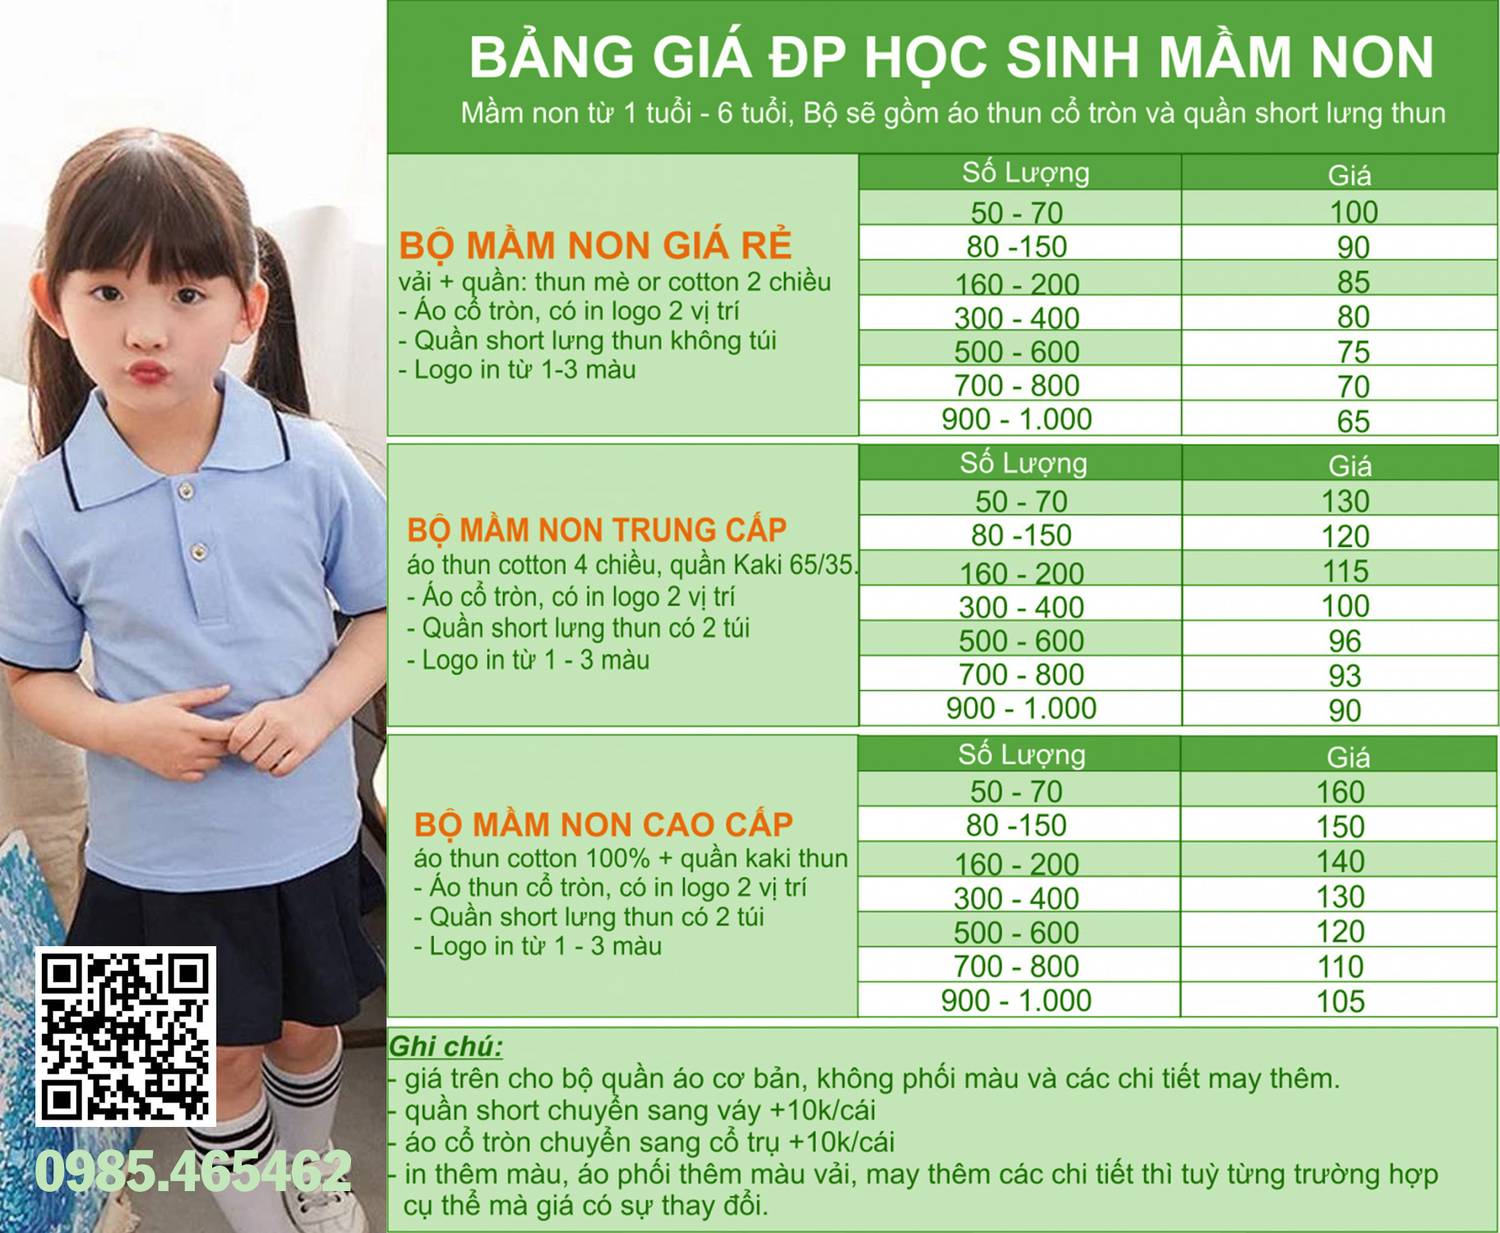 BẢNG GIÁ ĐP HỌC SINH MẦM NON
Mầm non từ 1 tuổi - 6 tuổi, Bộ sẽ gồm áo thun cổ tròn và quần short lưng thun
BỘ MẦM NON GIÁ RẺ
vải + quần: thun mè or cotton 2 chiều
- Áo cổ tròn, có in logo 2 vị trí
- Quần short lưng thun không túi
- Logo in từ 1-3 màu
Số Lượng Giá
50 - 70 100
80 -150 90
160 - 200 85
300 - 400 80
500 - 600 75
700 - 800 70
900 - 1.000 65
BỘ MẦM NON TRUNG CẤP
áo thun cotton 4 chiều, quần Kaki 65/35.
- Áo cổ tròn, có in logo 2 vị trí
- Quần short lưng thun có 2 túi
- Logo in từ 1 - 3 màu
Số Lượng Giá
50 - 70 130
80 -150 120
160 - 200 115
300 - 400 100
500 - 600 96
700 - 800 93
900 - 1.000 90
BỘ MẦM NON CAO CẤP
áo thun cotton 100% + quần kaki thun
- Áo thun cổ tròn, có in logo 2 vị trí
- Quần short lưng thun có 2 túi
- Logo in từ 1 - 3 màu
Số Lượng Giá
50 - 70 160
80 -150 150
160 - 200 140
300 - 400 130
500 - 600 120
700 - 800 110
900 - 1.000 105
Ghi chú:
- giá trên cho bộ quần áo cơ bản, không phối màu và các chi tiết may thêm.
- quần short chuyển sang váy +10k/cái
- áo cổ tròn chuyển sang cổ trụ +10k/cái
- in thêm màu, áo phối thêm màu vải, may thêm các chi tiết thì tuỳ từng trường hợp
cụ thể mà giá có sự thay đổi.
0985.465462